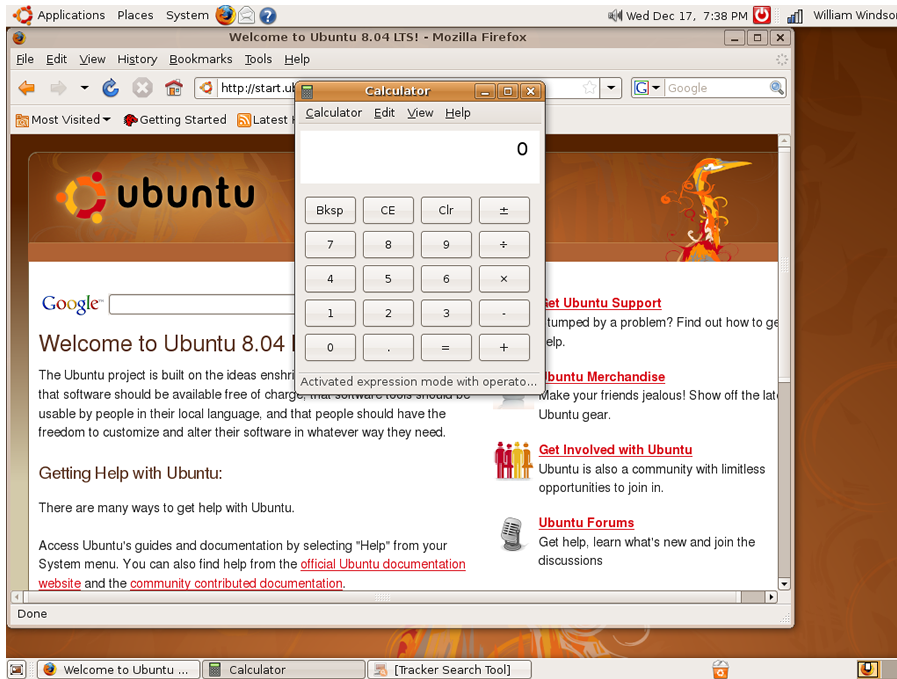 Applications Places System
Wed Dec 17, 7:38 PM
William Windsor
Welcome to Ubuntu 8.04 LTS! - Mozilla Firefox
File Edit View History Bookmarks Tools Help
http://start.ub
G Google
Most Visited Getting Started Latest
ubuntu
Google
Welcome to Ubuntu 8.04
The Ubuntu project is built on the ideas enshri
that software should be available free of charge, that software tools should be
usable by people in their local language, and that people should have the
freedom to customize and alter their software in whatever way they need.
Getting Help with Ubuntu:
There are many ways to get help with Ubuntu.
Access Ubuntu's guides and documentation by selecting "Help" from your
System menu. You can also find help from the official Ubuntu documentation
website and the community contributed documentation.
Calculator
Calculator Edit View Help
0
Bksp CE Clr ±
7 8 9 ÷
4 5 6 ×
1 2 3 -
0 . = +
Activated expression mode with operato...
Get Ubuntu Support
tumped by a problem? Find out how to ge
elp.
Ubuntu Merchandise
Make your friends jealous! Show off the late
Ubuntu gear.
Get Involved with Ubuntu
Ubuntu is also a community with limitless
opportunities to join in.
Ubuntu Forums
Get help, learn what's new and join the
discussions
Done
Welcome to Ubuntu ...
Calculator
[Tracker Search Tool]